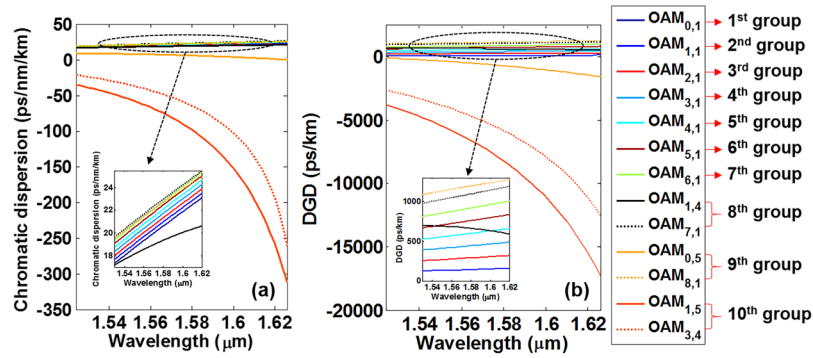 (a)
Chromatic dispersion (ps/nm/km)
50
0
-50
-100
-150
-200
-250
-300
-350
1.54
1.56
1.58
1.6
1.62
Wavelength (μm)
Chromatic dispersion (ps/nm/km)
24
22
20
18
1.54
1.56
1.58
1.6
1.62
Wavelength (μm)
(b)
DGD (ps/km)
5000
0
-5000
-10000
-15000
-20000
1.54
1.56
1.58
1.6
1.62
Wavelength (μm)
DGD (ps/km)
1000
500
0
1.54
1.56
1.58
1.6
1.62
Wavelength (μm)
OAM0,1 1st group
OAM1,1 2nd group
OAM2,1 3rd group
OAM3,1 4th group
OAM4,1 5th group
OAM5,1 6th group
OAM6,1 7th group
OAM1,4
OAM7,1
8th group
OAM0,5
OAM8,1
9th group
OAM1,5
OAM3,4
10th group